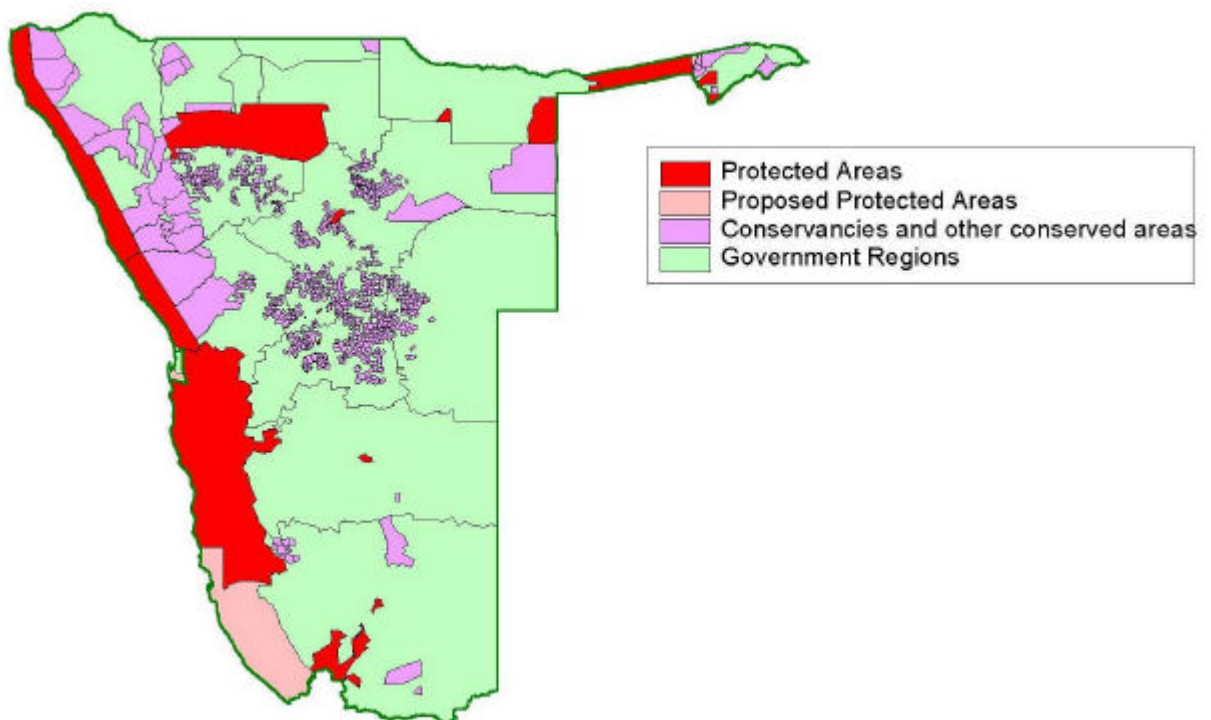 Protected Areas
Proposed Protected Areas
Conservancies and other conserved areas
Government Regions